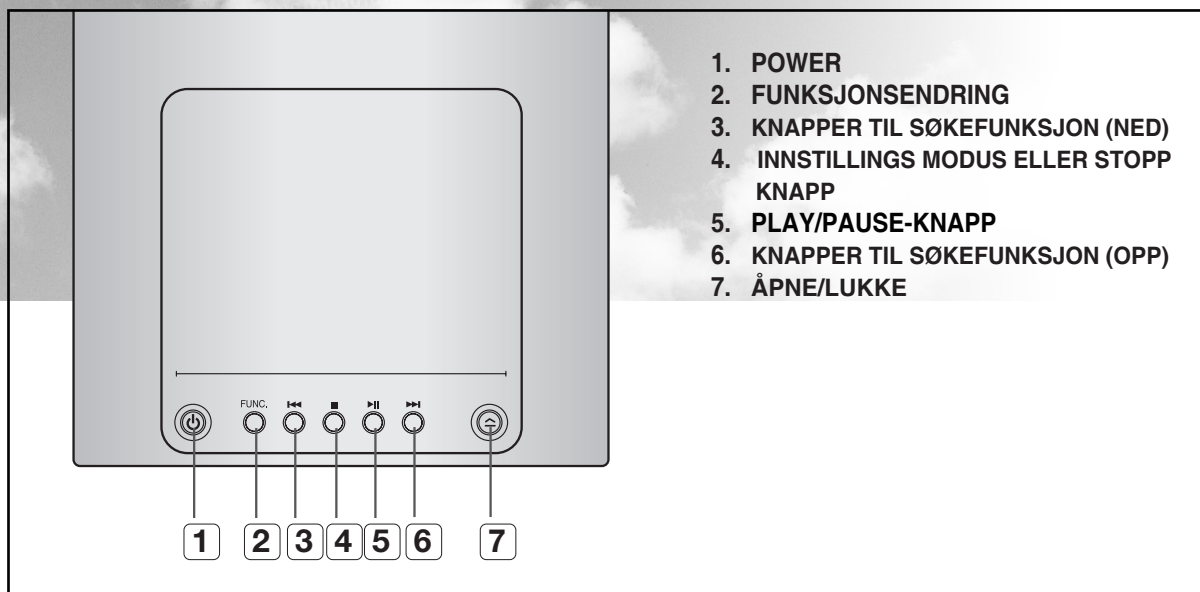 1. POWER
2. FUNKSJONSENDRING
3. KNAPPER TIL SØKEFUNKSJON (NED)
4. INNSTILLINGS MODUS ELLER STOPP
KNAPP
5. PLAY/PAUSE-KNAPP
6. KNAPPER TIL SØKEFUNKSJON (OPP)
7. ÅPNE/LUKKE
FUNC.
1 2 3 4 5 6 7